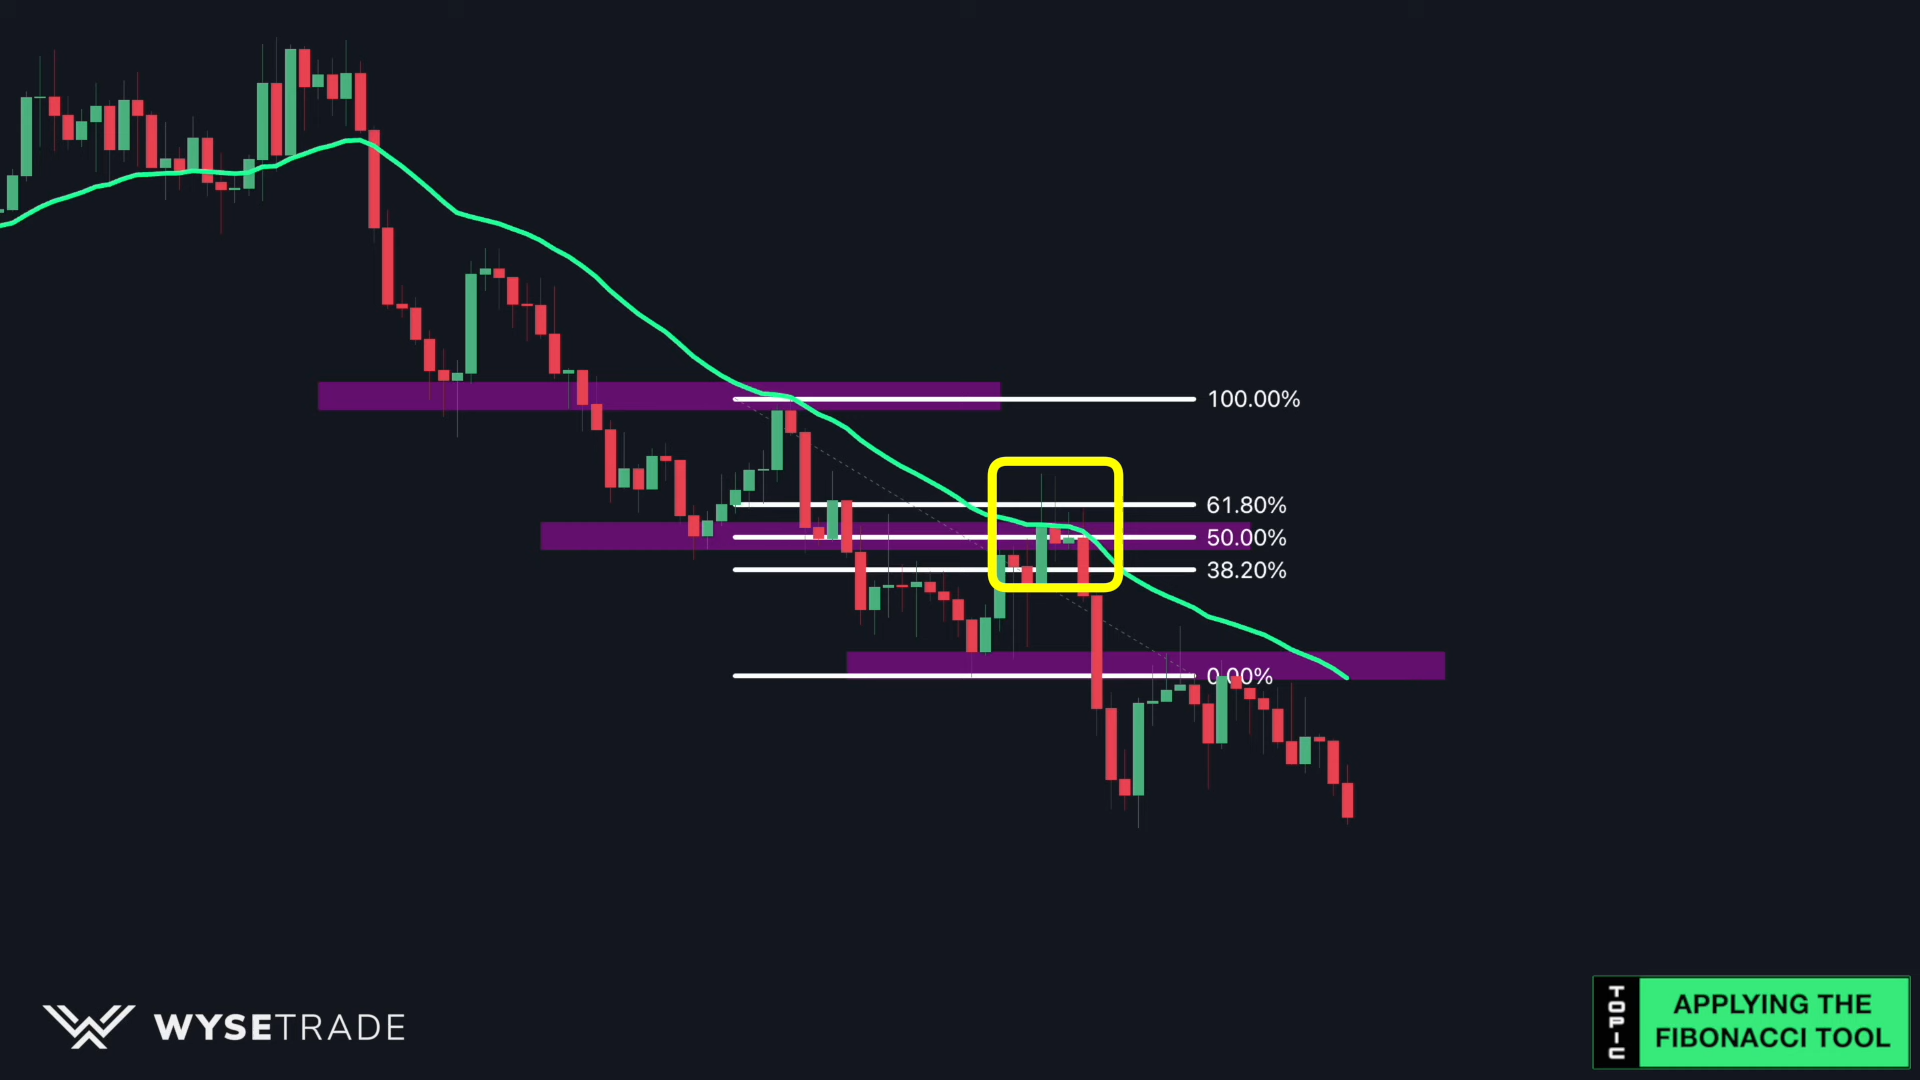 100.00%
61.80%
50.00%
38.20%
0.00%
WYSETRADE
TOPIC
APPLYING THE
FIBONACCI TOOL